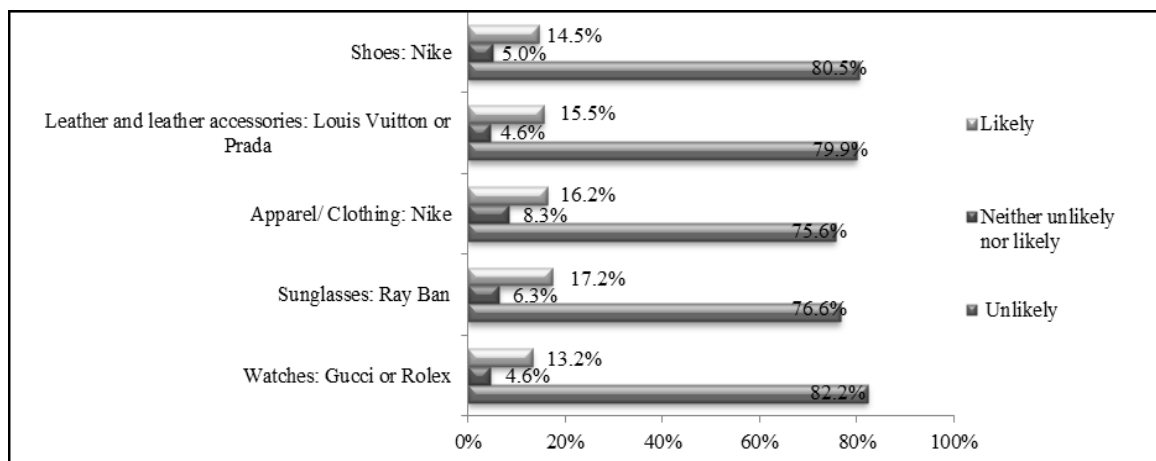 Shoes: Nike
14.5%
5.0%
80.5%
Leather and leather accessories: Louis Vuitton or
Prada
15.5%
4.6%
79.9%
Apparel/ Clothing: Nike
16.2%
8.3%
75.6%
Sunglasses: Ray Ban
17.2%
6.3%
76.6%
Watches: Gucci or Rolex
13.2%
4.6%
82.2%
0% 20% 40% 60% 80% 100%
Likely
Neither unlikely
nor likely
Unlikely